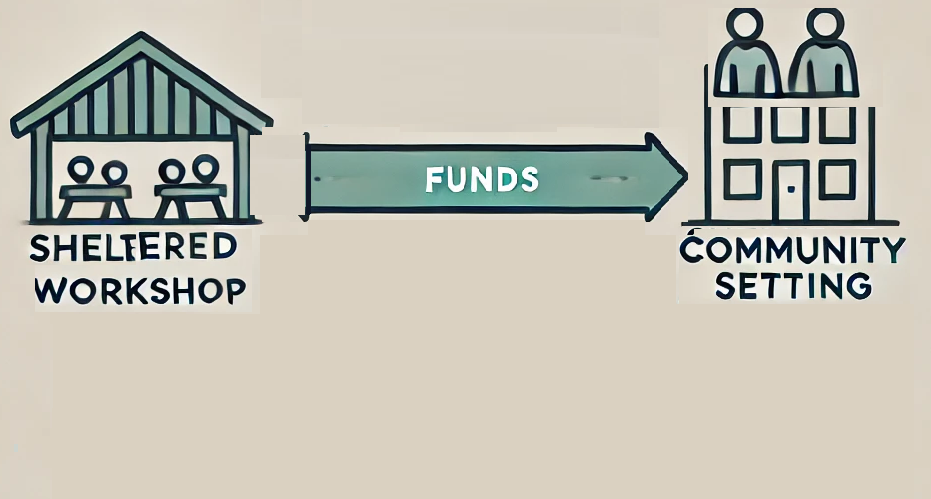 SHELTERED
WORKSHOP
FUNDS
COMMUNITY
SETTING